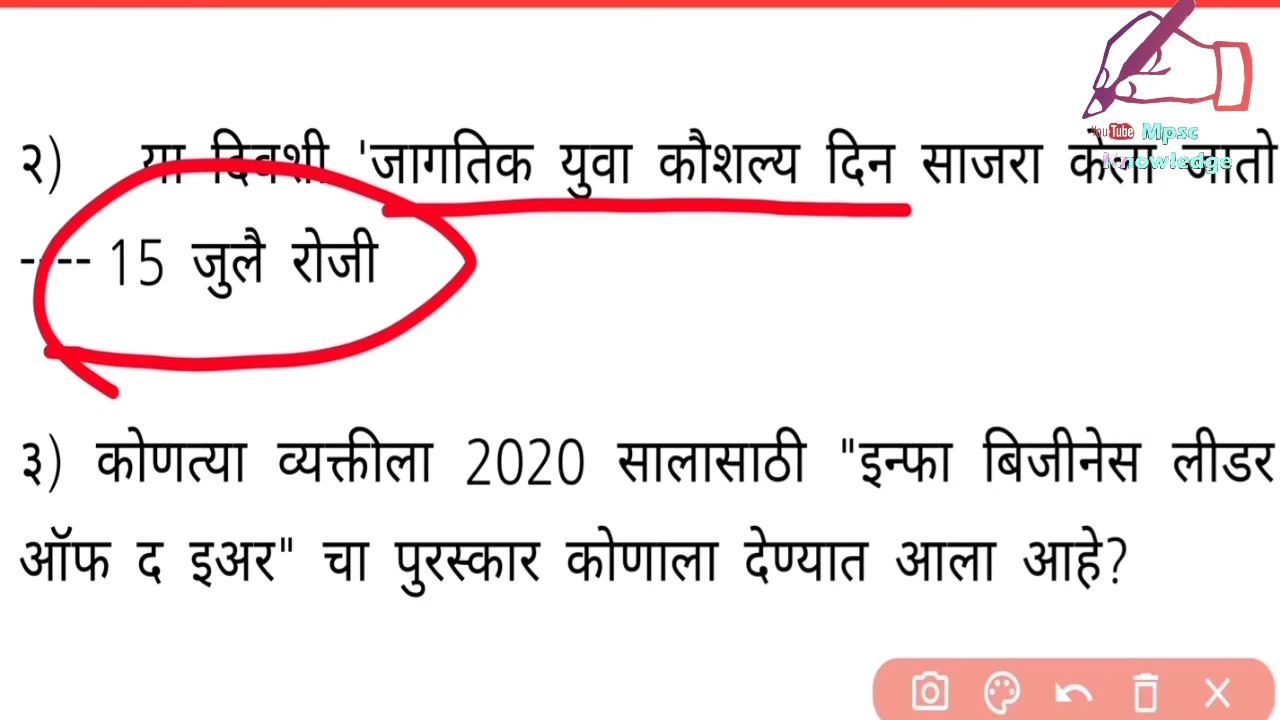 YouTube Mpsc
Knowledge
२) या दिवशी 'जागतिक युवा कौशल्य दिन साजरा केला जातो
---- 15 जुलै रोजी
३) कोणत्या व्यक्तीला 2020 सालासाठी "इन्फा बिजीनेस लीडर
ऑफ द इअर" चा पुरस्कार कोणाला देण्यात आला आहे?